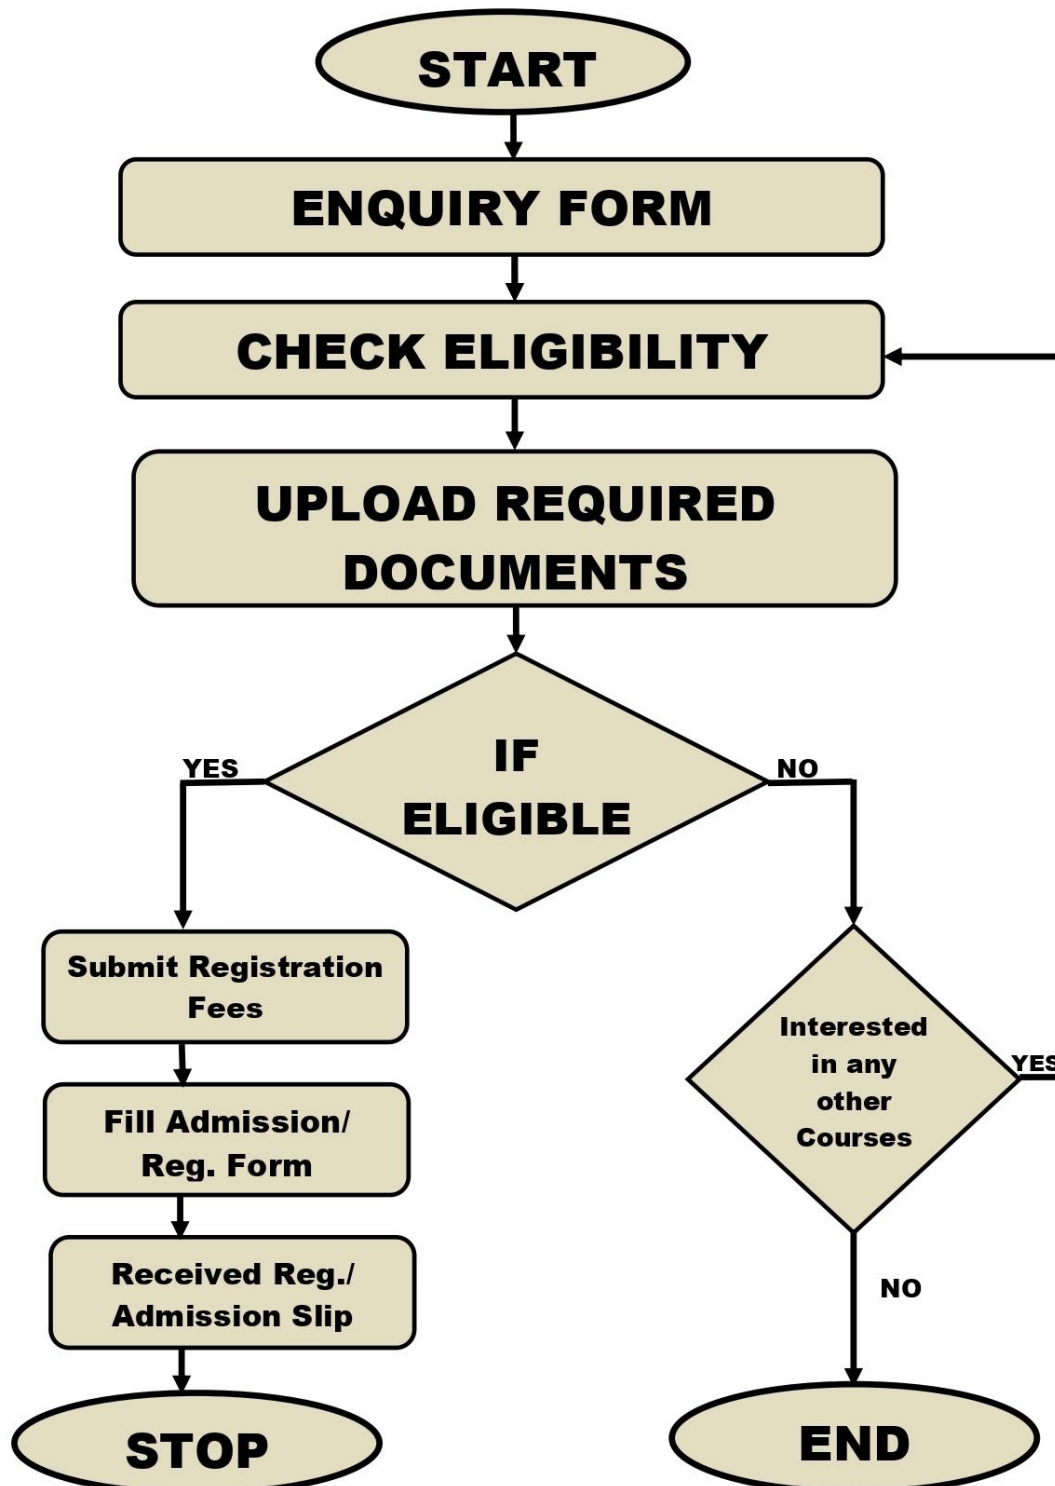 START
ENQUIRY FORM
CHECK ELIGIBILITY
UPLOAD REQUIRED
DOCUMENTS
IF
ELIGIBLE
YES
NO
Submit Registration
Fees
Fill Admission/
Reg. Form
Received Reg./
Admission Slip
STOP
Interested
in any
other
Courses
YES
NO
END